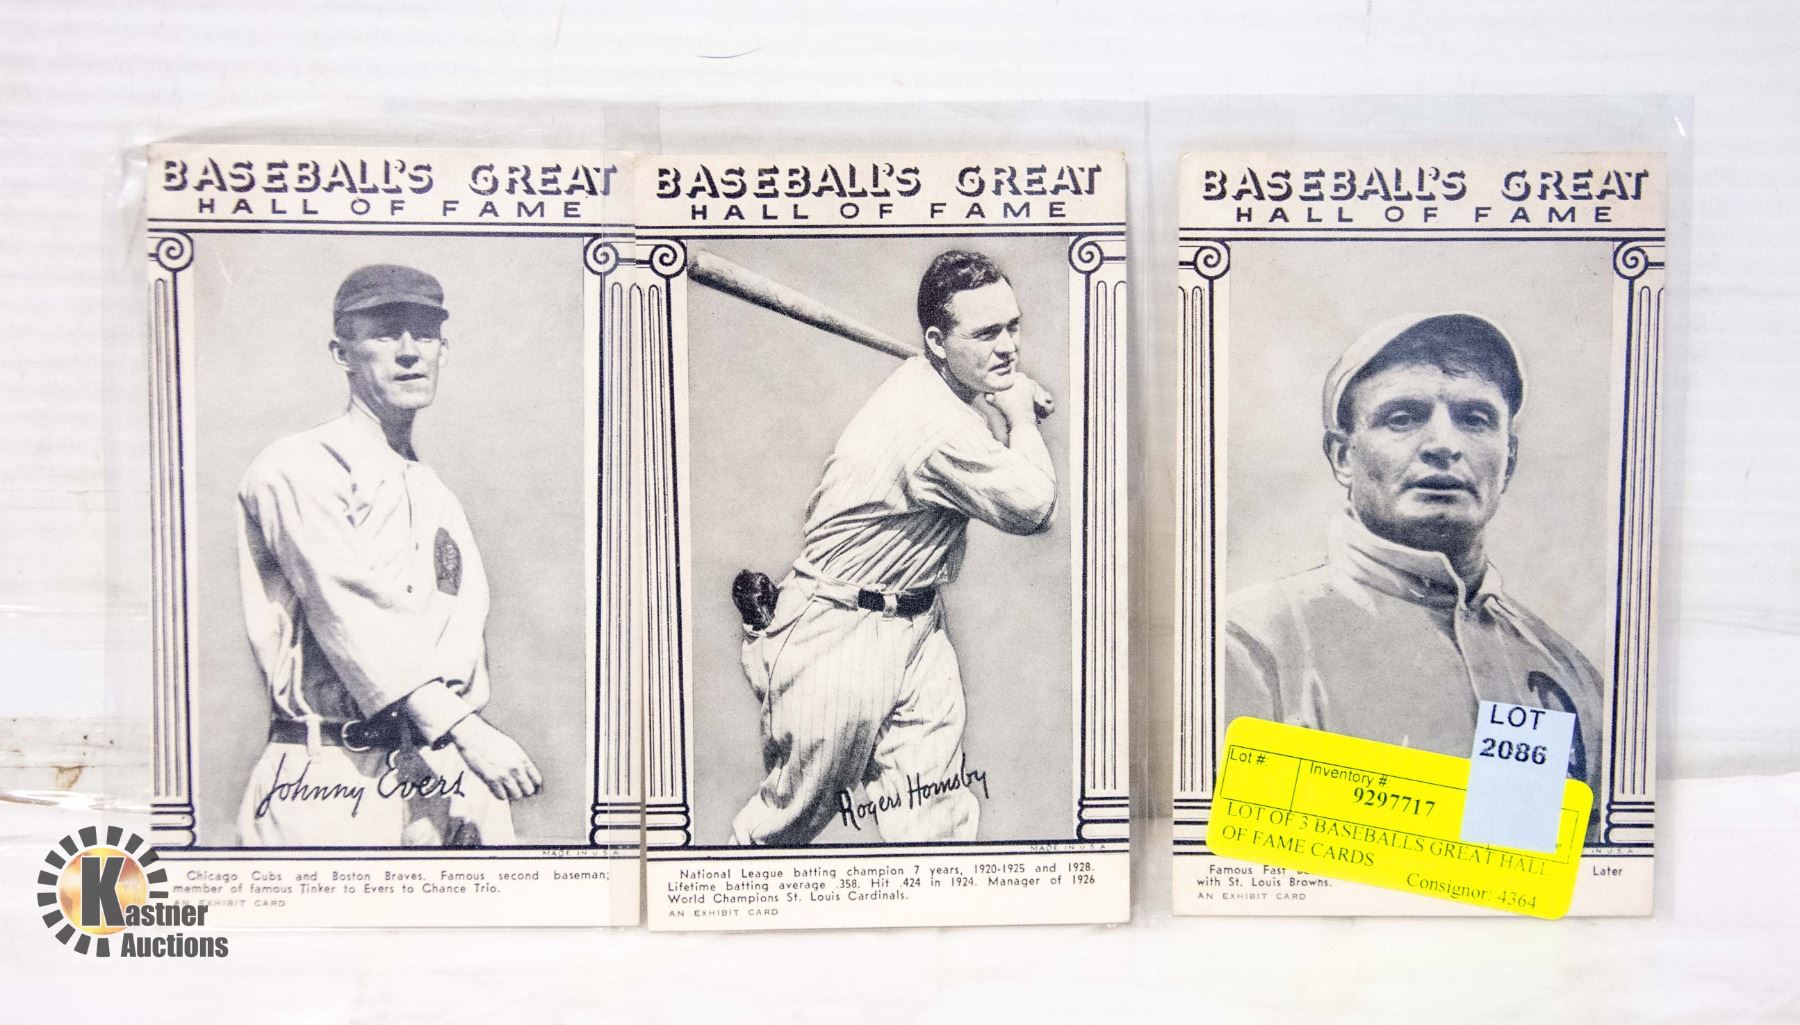 BASEBALL'S GREAT
HALL OF FAME
Johnny Evers
MADE IN U.S.A.
Chicago Cubs and Boston Braves. Famous second baseman;
member of famous Tinker to Evers to Chance Trio.
AN EXHIBIT CARD
BASEBALL'S GREAT
HALL OF FAME
Rogers Hornsby
MADE IN U.S.A.
National League batting champion 7 years, 1920-1925 and 1928.
Lifetime batting average .358. Hit .424 in 1924. Manager of 1926
World Champions St. Louis Cardinals.
AN EXHIBIT CARD
BASEBALL'S GREAT
HALL OF FAME
IN U.S.A.
Famous Fast Later
with St. Louis Browns.
AN EXHIBIT CARD
LOT
2086
Lot #:
Inventory #:
9297717
LOT OF 3 BASEBALLS GREAT HALL
OF FAME CARDS
Consignor: 4364
Kastner
Auctions